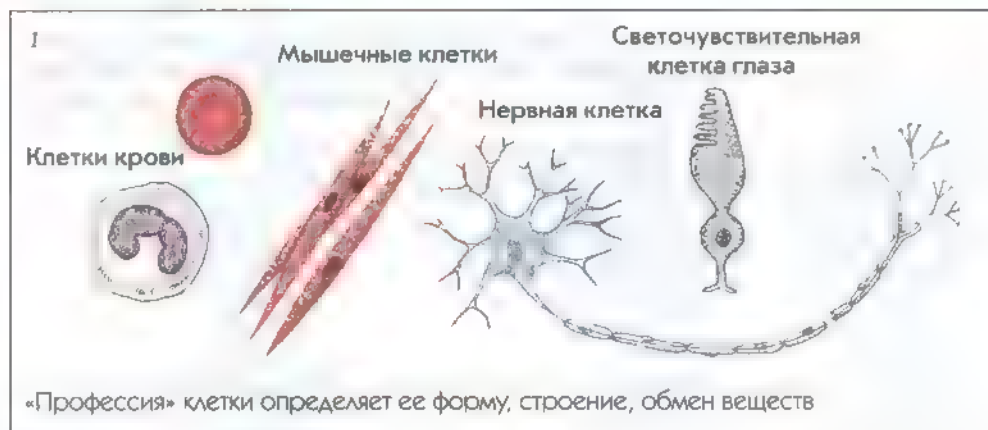 1
Мышечные клетки
Светочувствительная
клетка глаза
Нервная клетка
Клетки крови
«Профессия» клетки определяет ее форму, строение, обмен веществ